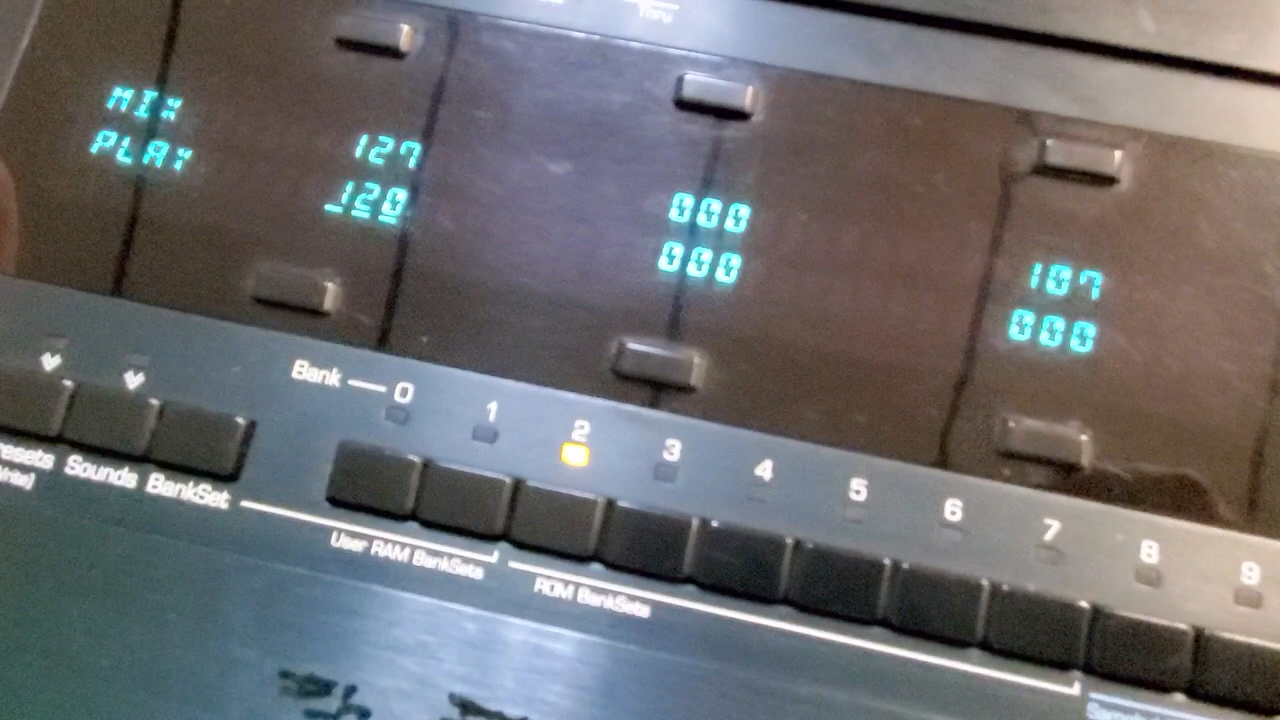 Thru
MIX 127 000 107
PLAY 120 000 000
Bank 0 1 2 3 4 5 6 7 8 9
Sounds BankSet
User RAM BankSets
ROM BankSets